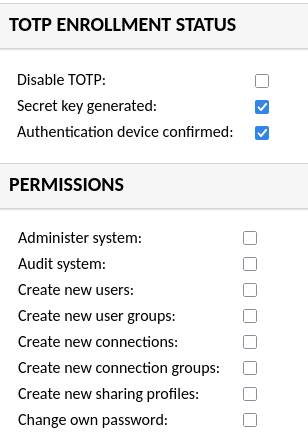 TOTP ENROLLMENT STATUS
Disable TOTP:
Secret key generated:
Authentication device confirmed:
PERMISSIONS
Administer system:
Audit system:
Create new users:
Create new user groups:
Create new connections:
Create new connection groups:
Create new sharing profiles:
Change own password: